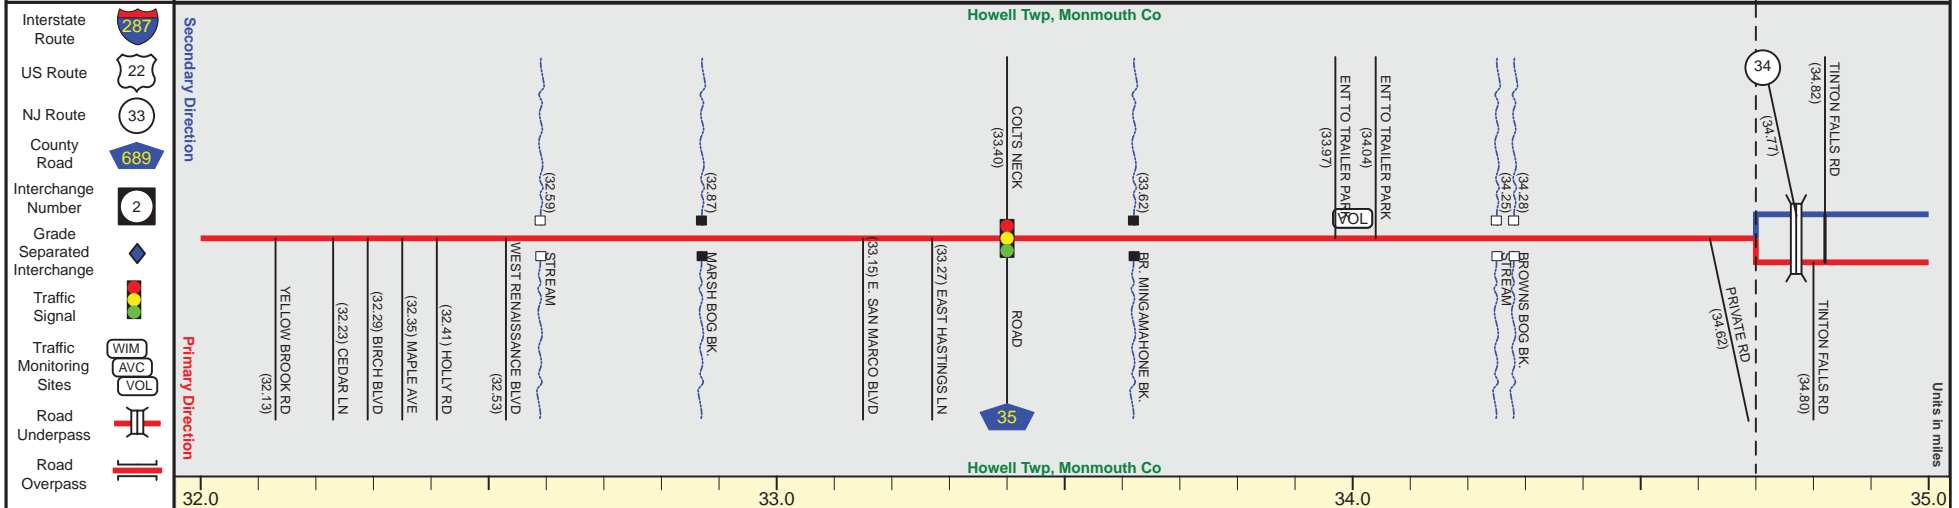 Interstate
Route
287
US Route
22
NJ Route
33
County
Road
689
Interchange
Number
2
Grade
Separated
Interchange
Traffic
Signal
Traffic
Monitoring
Sites
WIM
AVC
VOL
Road
Underpass
Road
Overpass
Secondary Direction
Primary Direction
Howell Twp, Monmouth Co
(32.59)
(32.87)
COLTS NECK
(33.40)
(33.62)
ENT TO TRAILER PARK
(33.97)
ENT TO TRAILER PARK
(34.04)
VOL
(34.25)
(34.28)
34
(34.77)
TINTON FALLS RD
(34.82)
YELLOW BROOK RD
(32.13)
(32.23) CEDAR LN
(32.29) BIRCH BLVD
(32.35) MAPLE AVE
(32.41) HOLLY RD
WEST RENAISSANCE BLVD
(32.53)
STREAM
MARSH BOG BK.
(33.15) E. SAN MARCO BLVD
(33.27) EAST HASTINGS LN
ROAD
35
BR. MINGAMAHONE BK.
STREAM
BROWNS BOG BK.
PRIVATE RD
(34.62)
TINTON FALLS RD
(34.80)
Units in miles
Howell Twp, Monmouth Co
32.0
33.0
34.0
35.0